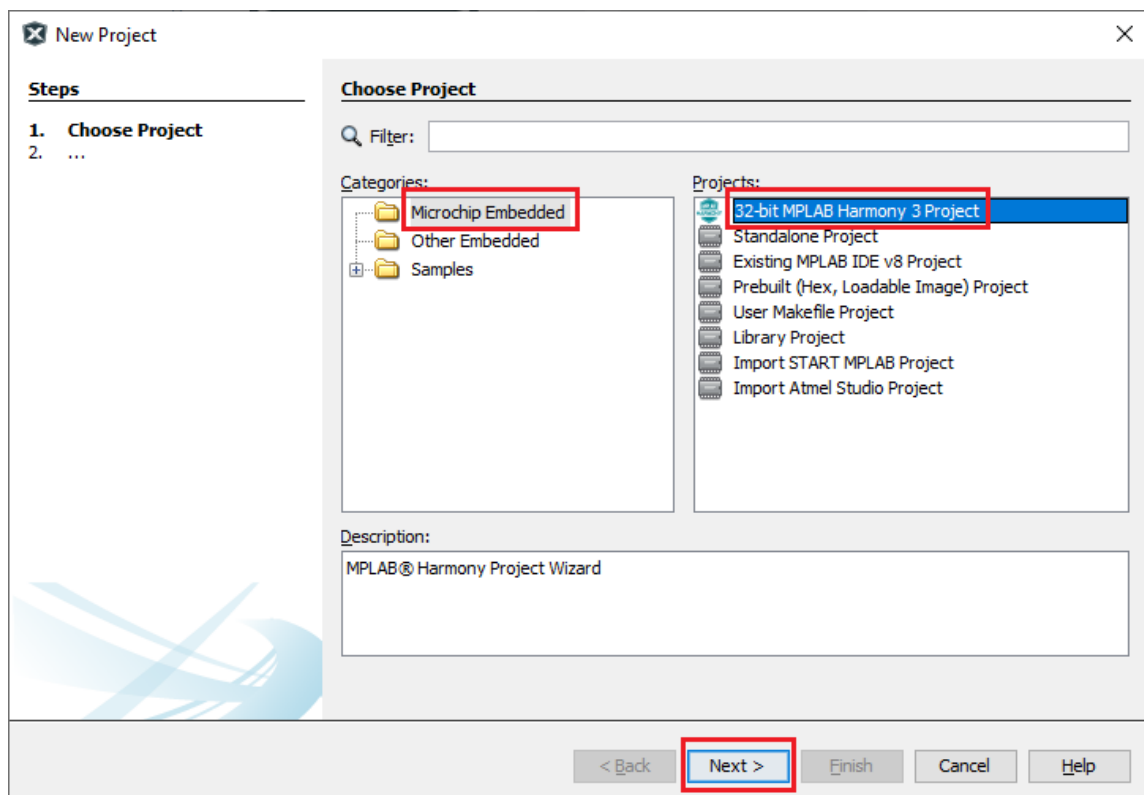 New Project
Steps
1. Choose Project
2. ...
Choose Project
Filter:
Categories:
Microchip Embedded
Other Embedded
Samples
Projects:
32-bit MPLAB Harmony 3 Project
Standalone Project
Existing MPLAB IDE v8 Project
Prebuilt (Hex, Loadable Image) Project
User Makefile Project
Library Project
Import START MPLAB Project
Import Atmel Studio Project
Description:
MPLAB® Harmony Project Wizard
< Back
Next >
Finish
Cancel
Help